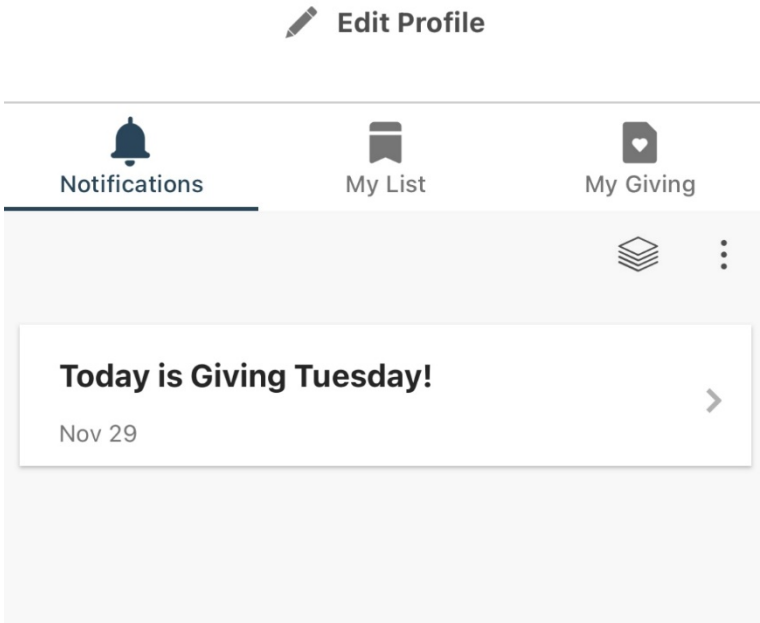 Edit Profile
Notifications
My List
My Giving
Today is Giving Tuesday!
Nov 29